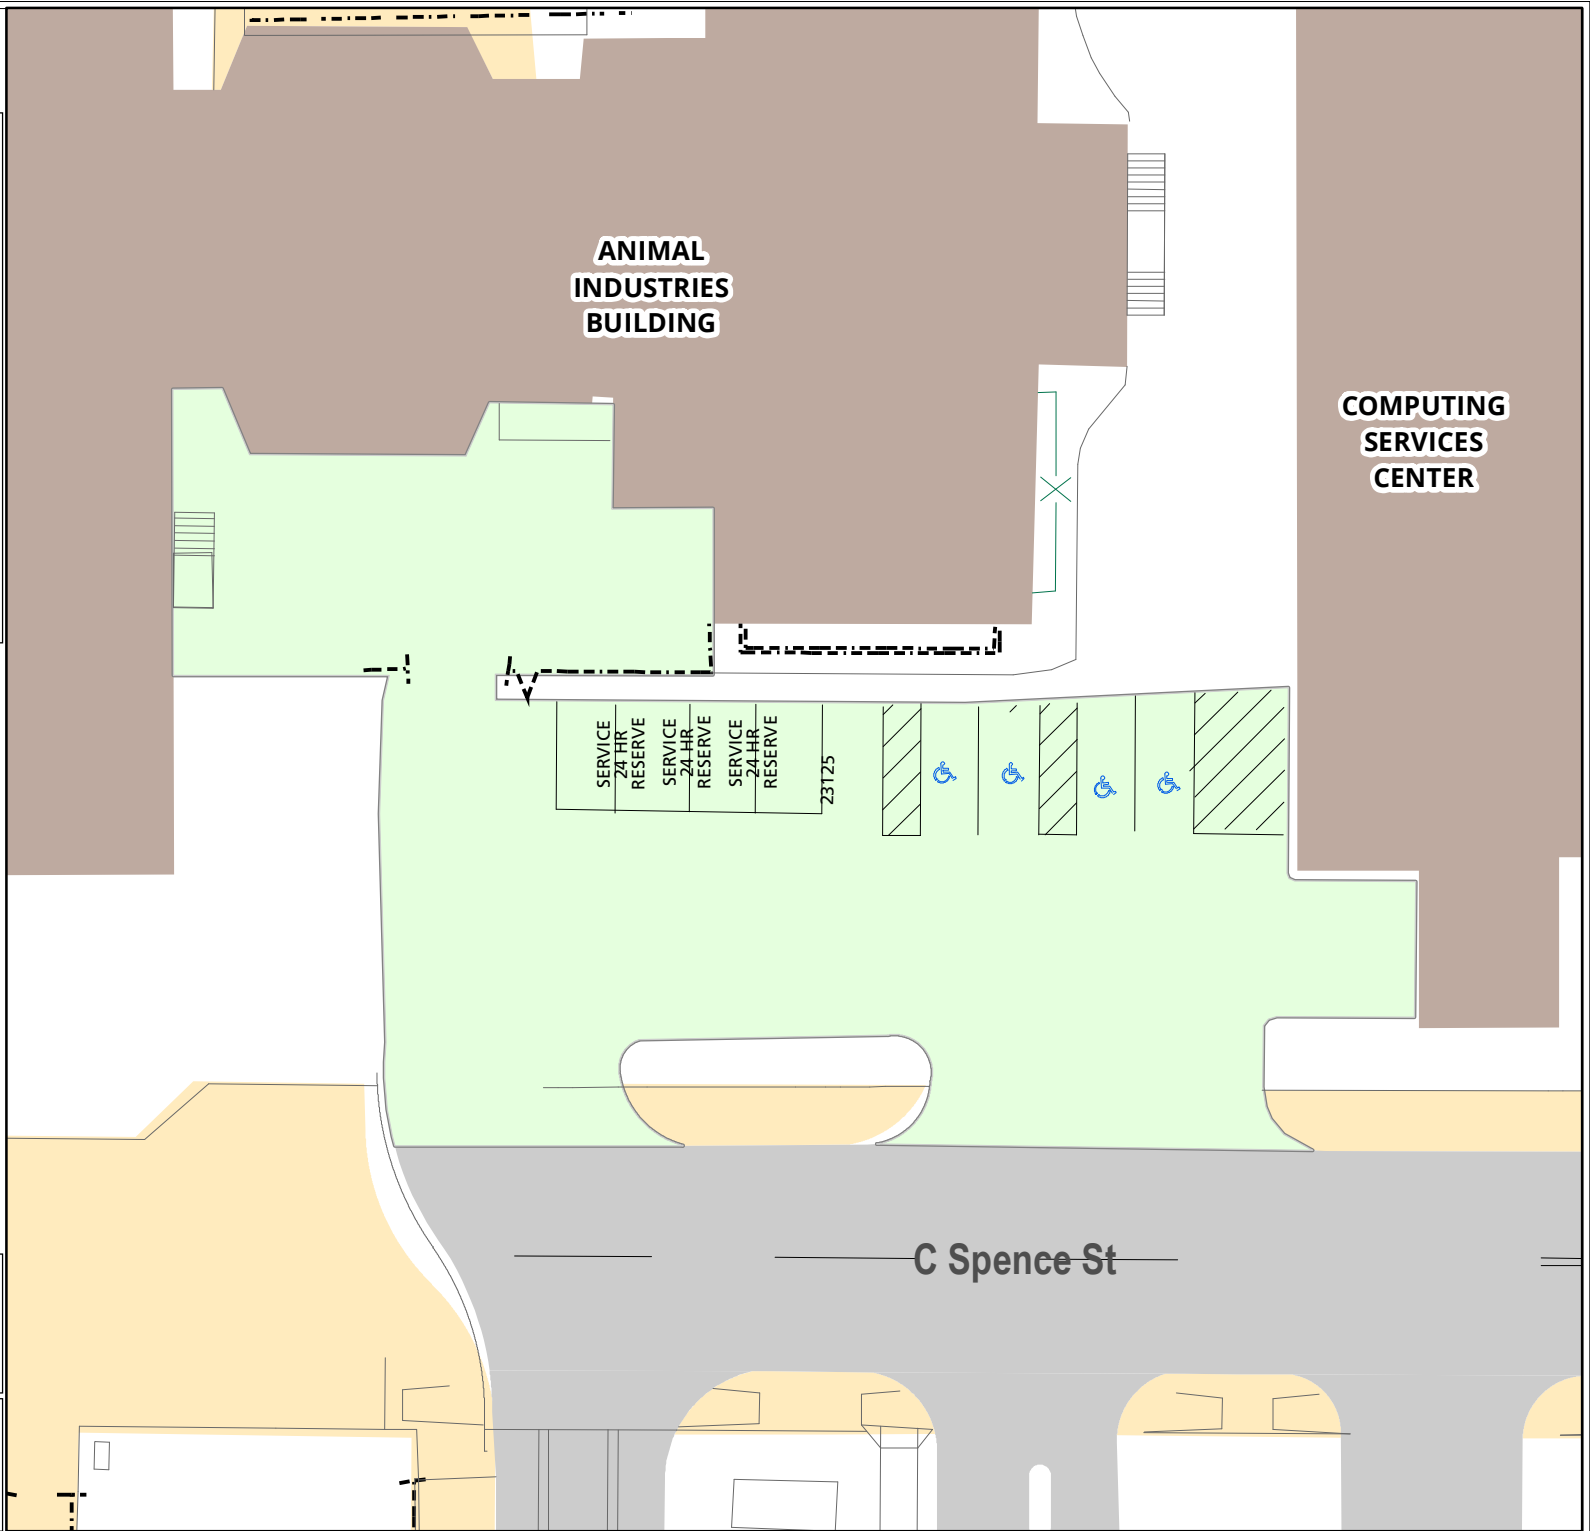 ANIMAL
INDUSTRIES
BUILDING
COMPUTING
SERVICES
CENTER
SERVICE
24 HR
RESERVE
SERVICE
24 HR
RESERVE
SERVICE
24 HR
RESERVE
23125
C Spence St